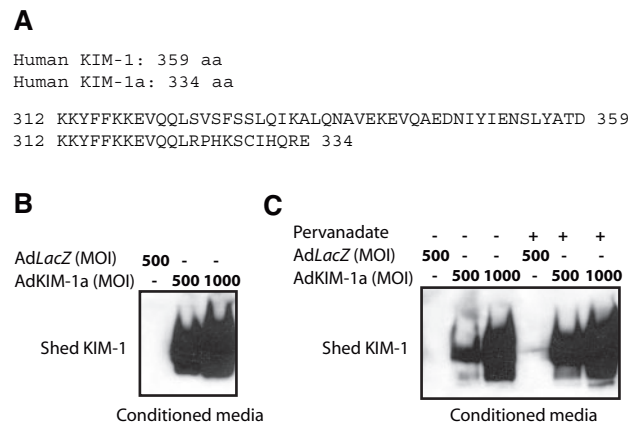 A
Human KIM-1: 359 aa
Human KIM-1a: 334 aa
312 KKYFFKKEVQQLSVSFSSLQIKALQNAVEKEVQAEDNIYIENSLYATD 359
312 KKYFFKKEVQQLRPHKSCIHQRE 334
B
AdLacZ (MOI) 500 - -
AdKIM-1a (MOI) - 500 1000
Shed KIM-1
Conditioned media
C
Pervanadate - - - + + +
AdLacZ (MOI) 500 - - 500 - -
AdKIM-1a (MOI) - 500 1000 - 500 1000
Shed KIM-1
Conditioned media